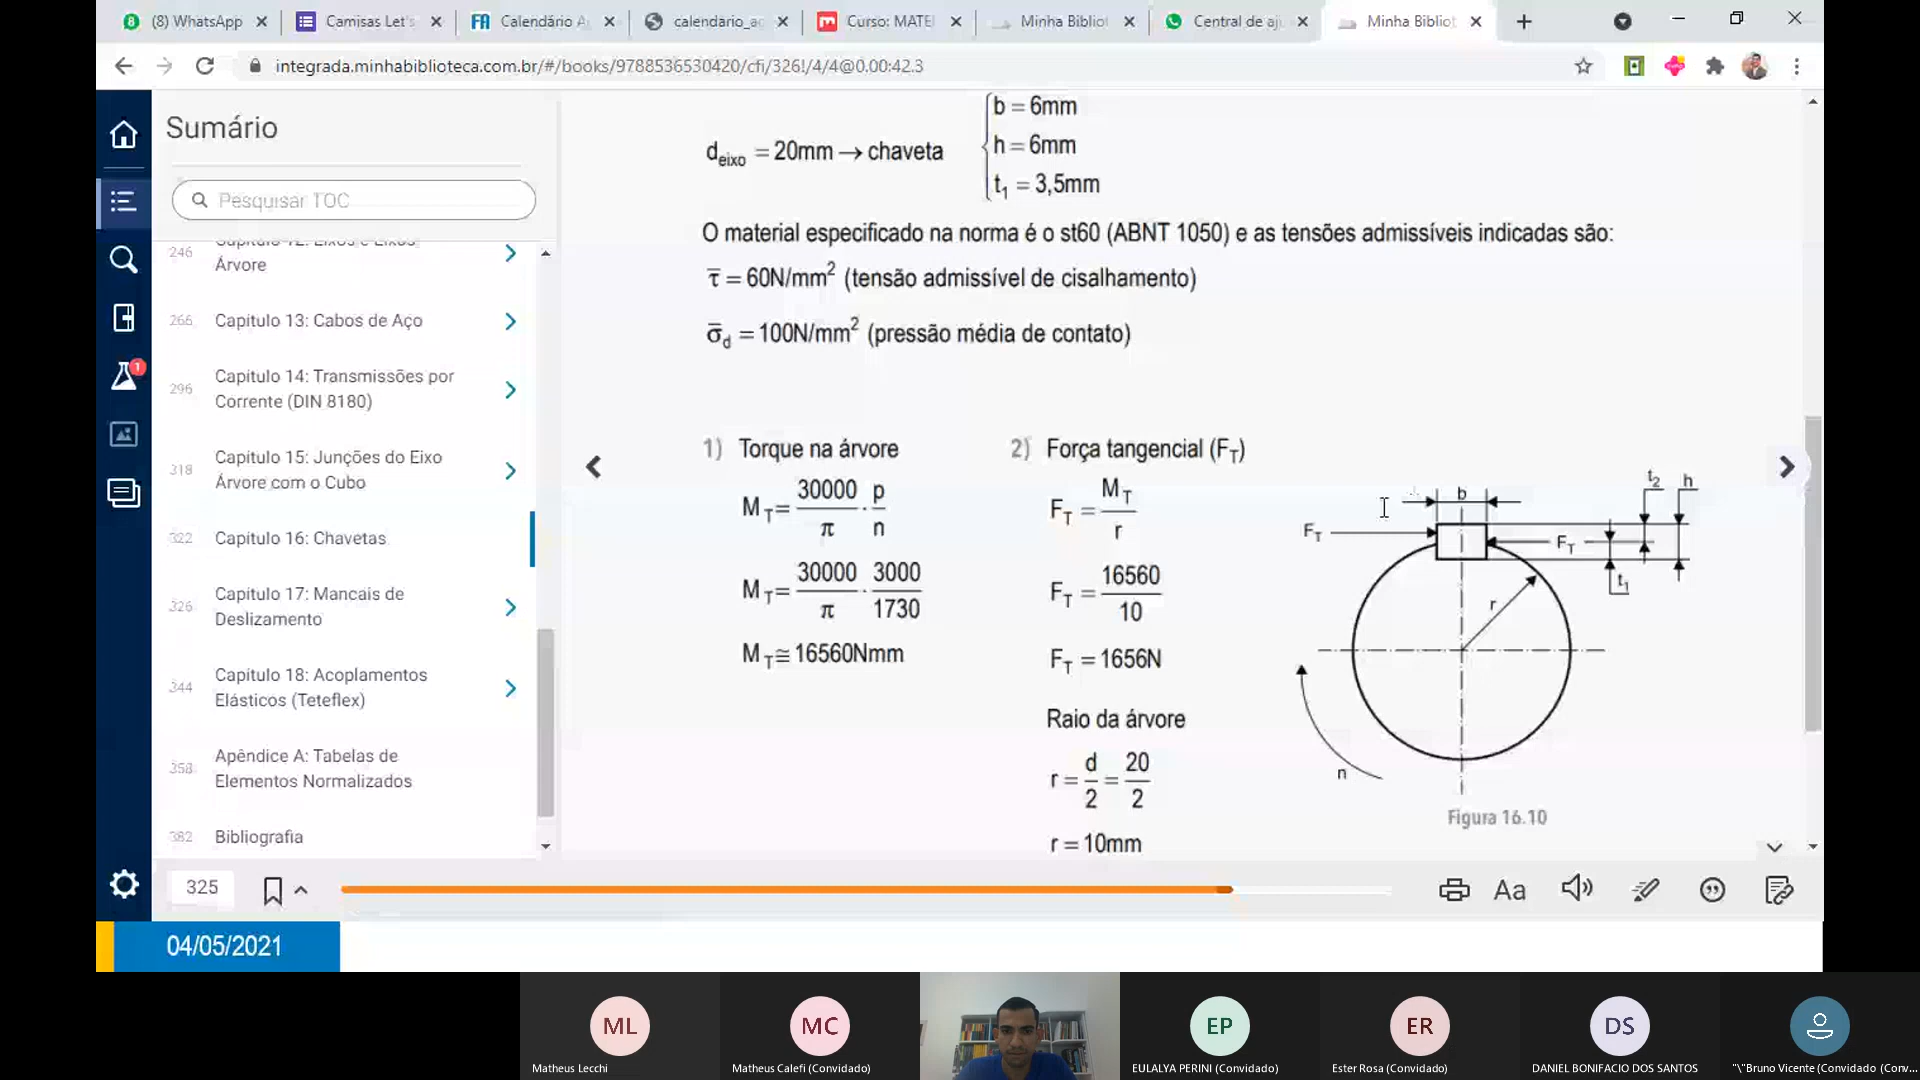 (8) WhatsApp
Camisas Let's
Calendário A
calendario_ac
Curso: MATE
Minha Bibliot
Central de aju
Minha Bibliot
integrada.minhabiblioteca.com.br/#/books/9788536530420/cfi/326!/4/4@0.00:42.3
Sumário
Pesquisar TOC
246 Capítulo 12: Eixos e Eixos
Árvore
266 Capítulo 13: Cabos de Aço
296 Capítulo 14: Transmissões por
Corrente (DIN 8180)
318 Capítulo 15: Junções do Eixo
Árvore com o Cubo
322 Capítulo 16: Chavetas
326 Capítulo 17: Mancais de
Deslizamento
344 Capítulo 18: Acoplamentos
Elásticos (Teteflex)
358 Apêndice A: Tabelas de
Elementos Normalizados
382 Bibliografia
1
b = 6mm
d eixo = 20mm → chaveta
h = 6mm
t₁ = 3,5mm
O material especificado na norma é o st60 (ABNT 1050) e as tensões admissíveis indicadas são:
τ̅ = 60N/mm² (tensão admissível de cisalhamento)
σ̅d = 100N/mm² (pressão média de contato)
1) Torque na árvore
M_T = 30000/π · p/n
M_T = 30000/π · 3000/1730
M_T ≅ 16560Nmm
2) Força tangencial (F_T)
F_T = M_T/r
F_T = 16560/10
F_T = 1656N
Raio da árvore
r = d/2 = 20/2
r = 10mm
b
t₂ h
F_T
F_T
t₁
r
n
Figura 16.10
325
Aa
04/05/2021
ML
MC
EP
ER
DS
Matheus Lecchi
Matheus Calefi (Convidado)
EULALYA PERINI (Convidado)
Ester Rosa (Convidado)
DANIEL BONIFACIO DOS SANTOS
"\"Bruno Vicente (Convidado (Conv...